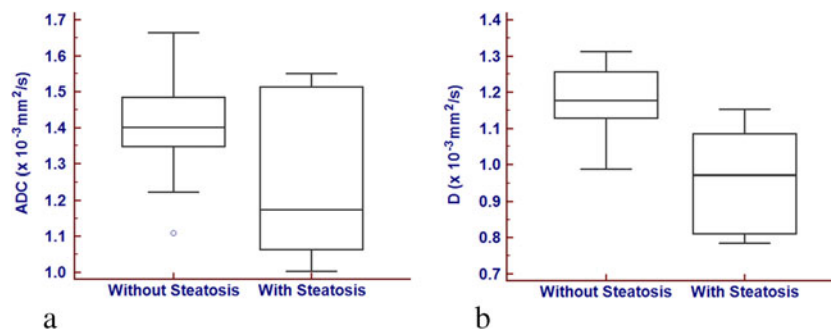 1.7
1.6
1.5
1.4
1.3
1.2
1.1
1.0
ADC (x 10⁻³mm²/s)
Without Steatosis With Steatosis
a
1.4
1.3
1.2
1.1
1.0
0.9
0.8
0.7
D (x 10⁻³mm²/s)
Without Steatosis With Steatosis
b